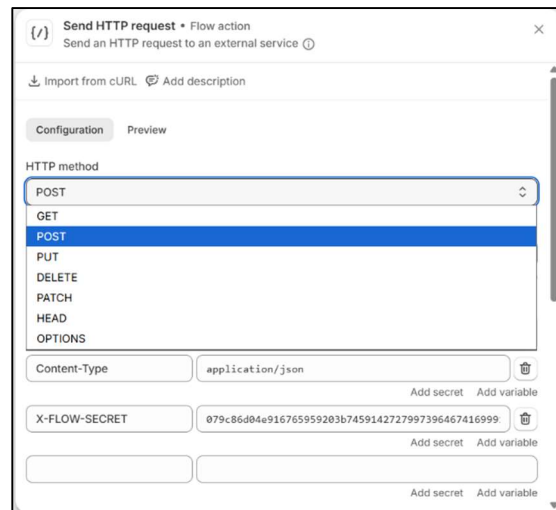 {/} Send HTTP request • Flow action
Send an HTTP request to an external service
Import from cURL Add description
Configuration Preview
HTTP method
POST
GET
POST
PUT
DELETE
PATCH
HEAD
OPTIONS
Content-Type application/json
Add secret Add variable
X-FLOW-SECRET
Add secret Add variable
Add secret Add variable